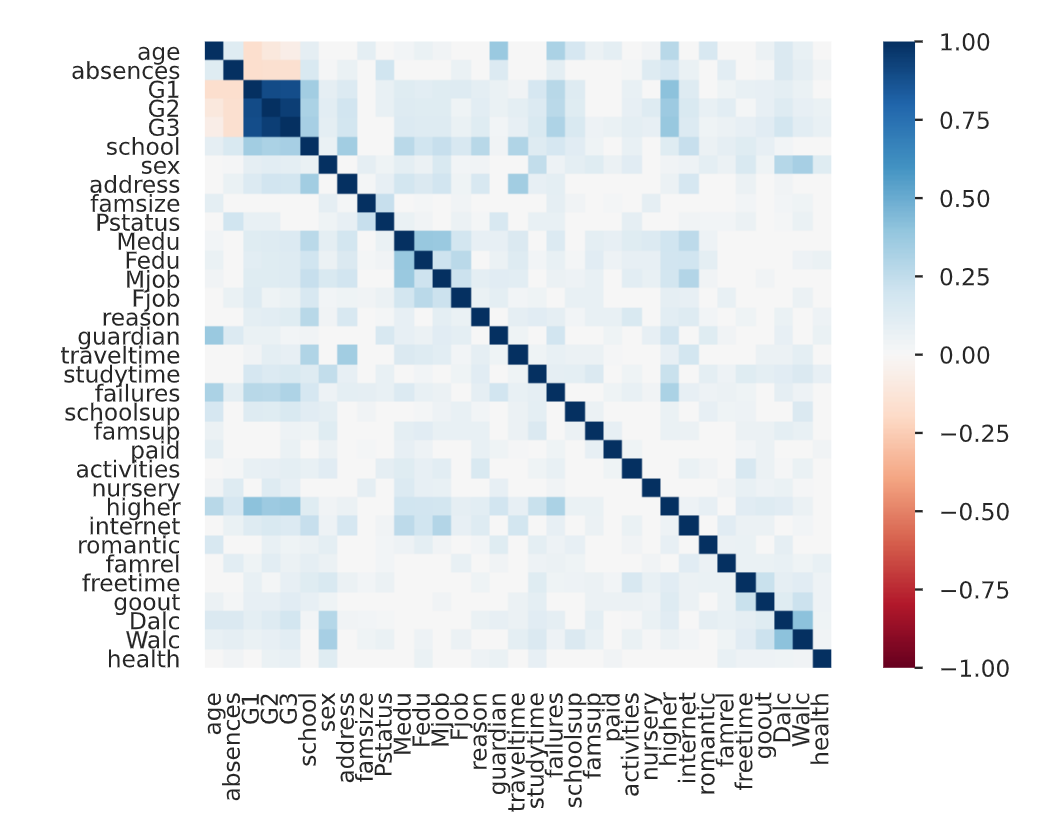 age
absences
G1
G2
G3
school
sex
address
famsize
Pstatus
Medu
Fedu
Mjob
Fjob
reason
guardian
traveltime
studytime
failures
schoolsup
famsup
paid
activities
nursery
higher
internet
romantic
famrel
freetime
goout
Dalc
Walc
health
age
absences
G1
G2
G3
school
sex
address
famsize
Pstatus
Medu
Fedu
Mjob
Fjob
reason
guardian
traveltime
studytime
failures
schoolsup
famsup
paid
activities
nursery
higher
internet
romantic
famrel
freetime
goout
Dalc
Walc
health
1.00
0.75
0.50
0.25
0.00
−0.25
−0.50
−0.75
−1.00